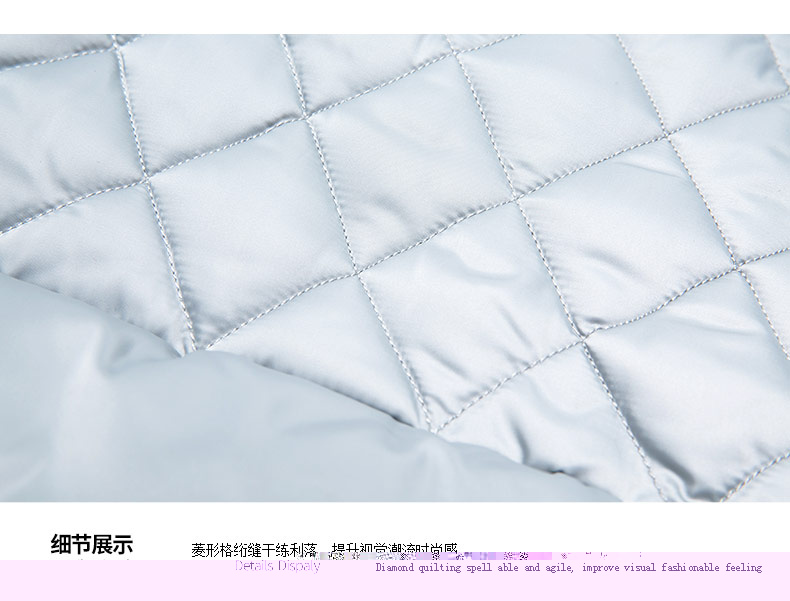 细节展示
菱形格绗缝干练利落，提升视觉潮流时尚感
Details Dispaly
Diamond quilting spell able and agile, improve visual fashionable feeling